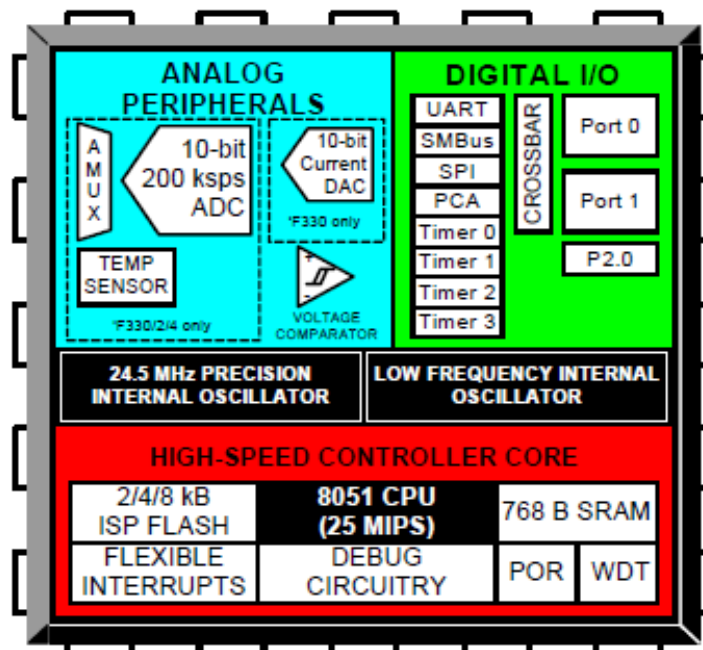 ANALOG
PERIPHERALS
A
M
U
X
10-bit
200 ksps
ADC
TEMP
SENSOR
*F330/2/4 only
10-bit
Current
DAC
*F330 only
+
-
VOLTAGE
COMPARATOR
DIGITAL I/O
UART
SMBus
SPI
PCA
Timer 0
Timer 1
Timer 2
Timer 3
CROSSBAR
Port 0
Port 1
P2.0
24.5 MHz PRECISION
INTERNAL OSCILLATOR
LOW FREQUENCY INTERNAL
OSCILLATOR
HIGH-SPEED CONTROLLER CORE
2/4/8 kB
ISP FLASH
8051 CPU
(25 MIPS)
768 B SRAM
FLEXIBLE
INTERRUPTS
DEBUG
CIRCUITRY
POR
WDT